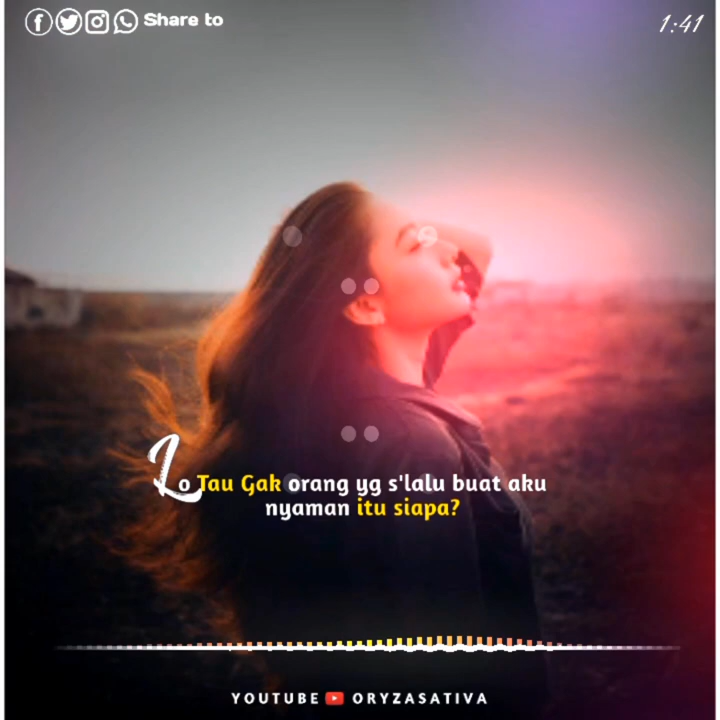 Share to
1:41
Lo Tau Gak orang yg s'lalu buat aku
nyaman itu siapa?
YOUTUBE ORYZASATIVA